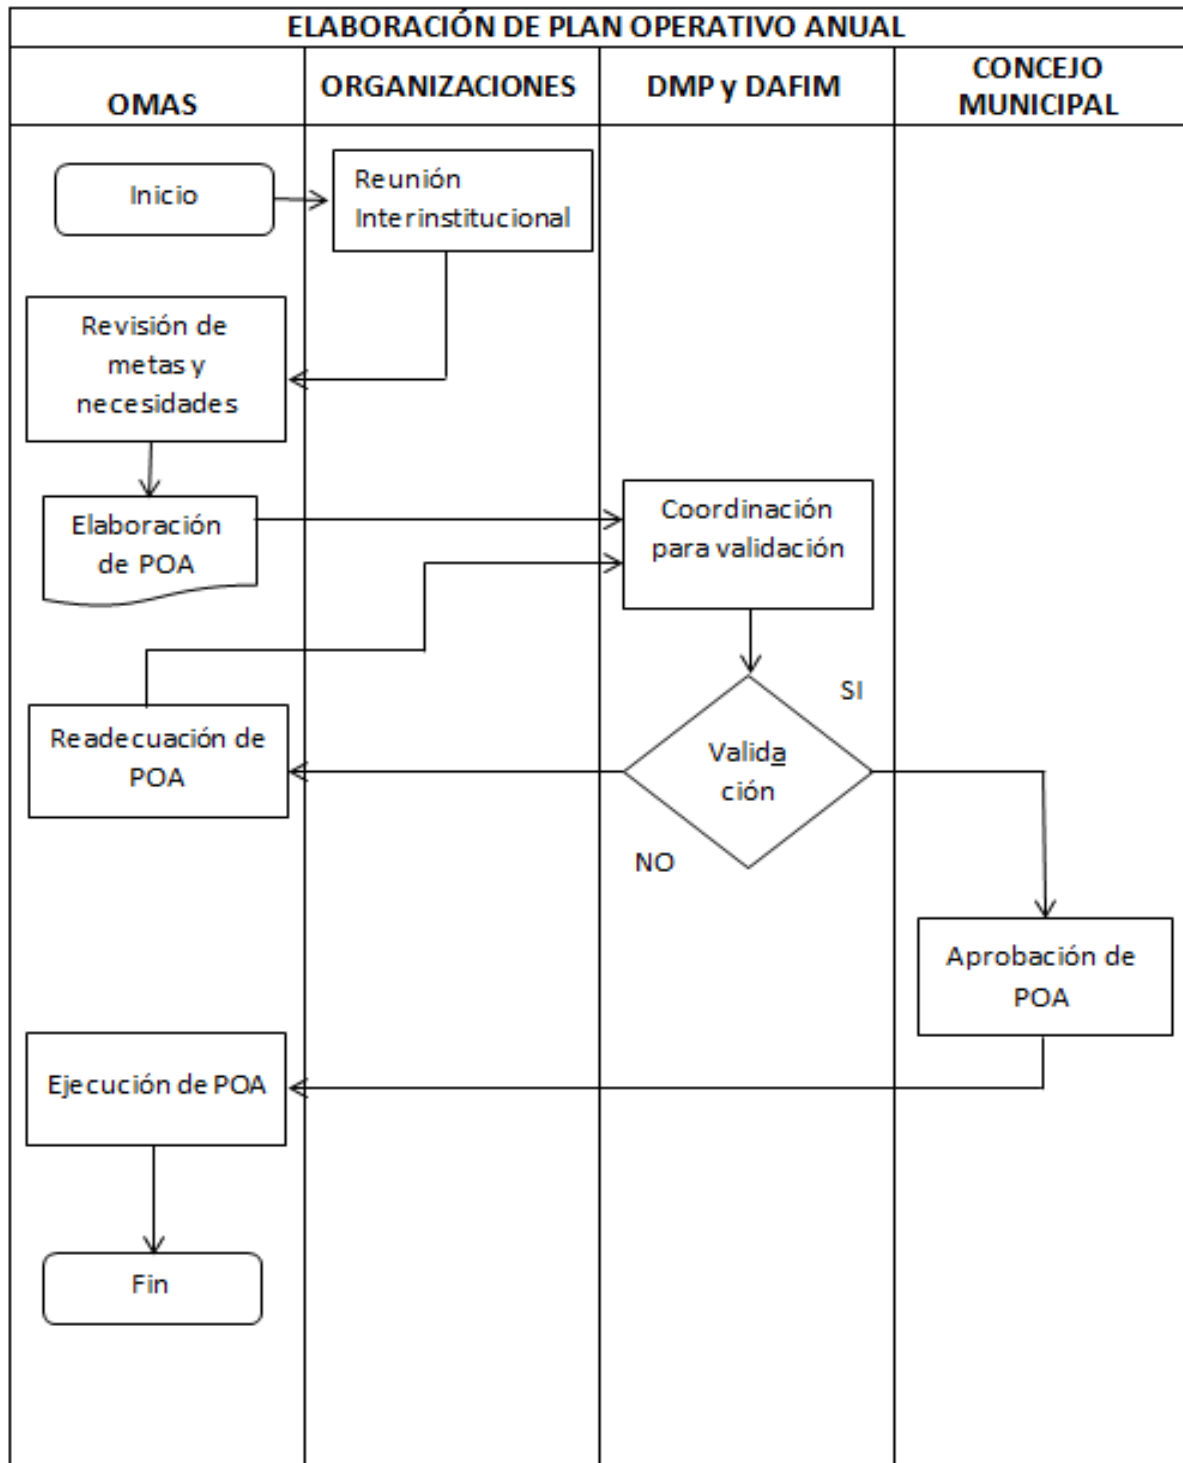 ELABORACIÓN DE PLAN OPERATIVO ANUAL
OMAS
ORGANIZACIONES
DMP y DAFIM
CONCEJO
MUNICIPAL
Inicio
Reunión
Interinstitucional
Revisión de
metas y
necesidades
Elaboración
de POA
Coordinación
para validación
SI
Readecuación de
POA
Valida
ción
NO
Aprobación de
POA
Ejecución de POA
Fin